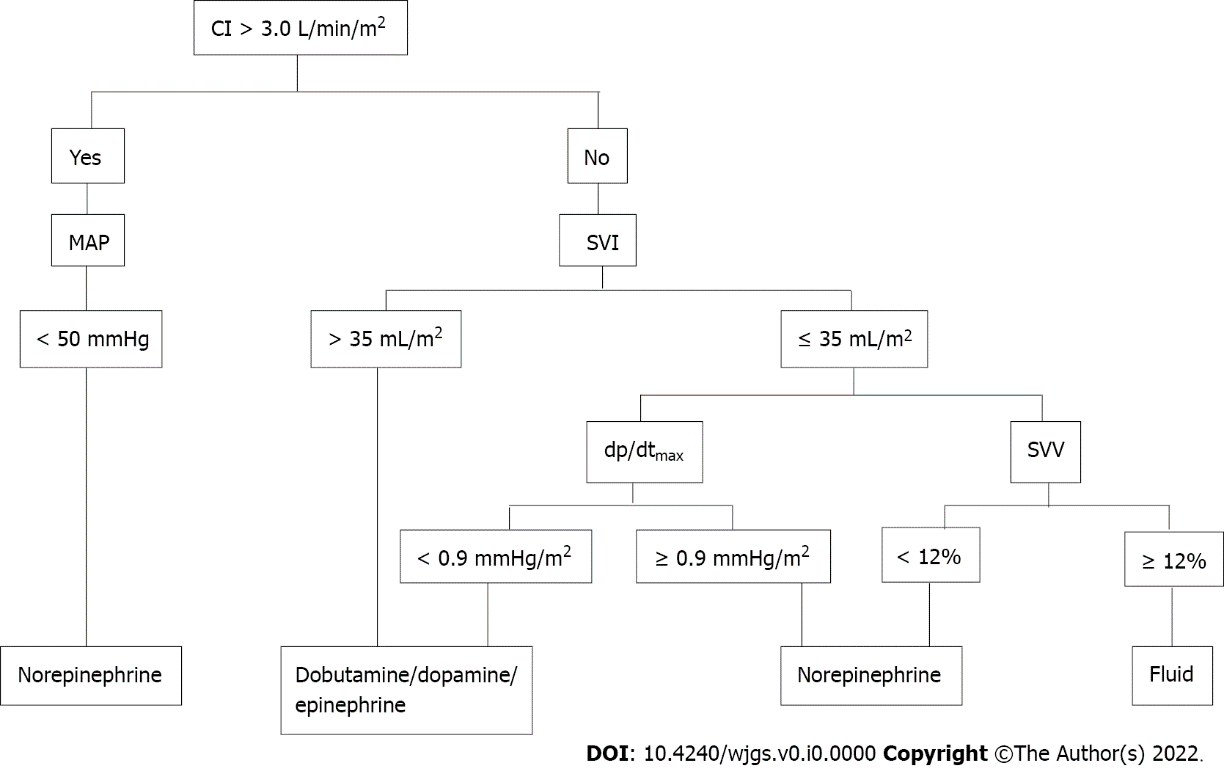 CI > 3.0 L/min/m²
Yes
No
MAP
SVI
< 50 mmHg
> 35 mL/m²
≤ 35 mL/m²
dp/dtmax
SVV
< 0.9 mmHg/m²
≥ 0.9 mmHg/m²
< 12%
≥ 12%
Norepinephrine
Dobutamine/dopamine/
epinephrine
Norepinephrine
Fluid
DOI: 10.4240/wjgs.v0.i0.0000 Copyright ©The Author(s) 2022.